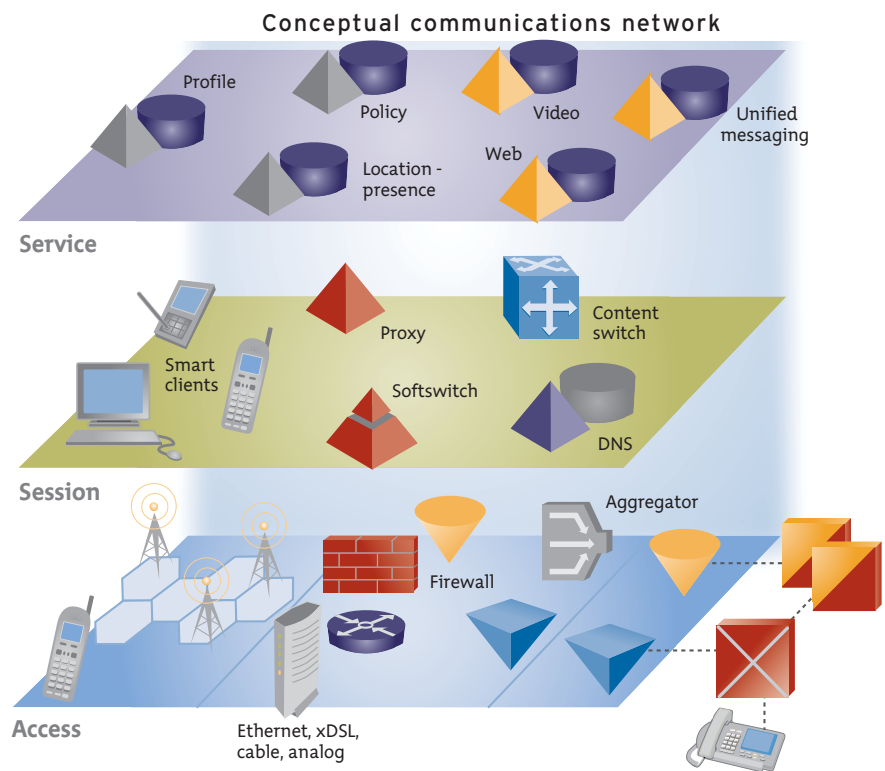 Conceptual communications network
Profile
Policy
Video
Unified
messaging
Location -
presence
Web
Service
Smart
clients
Proxy
Content
switch
Softswitch
DNS
Session
Aggregator
Firewall
Access
Ethernet, xDSL,
cable, analog